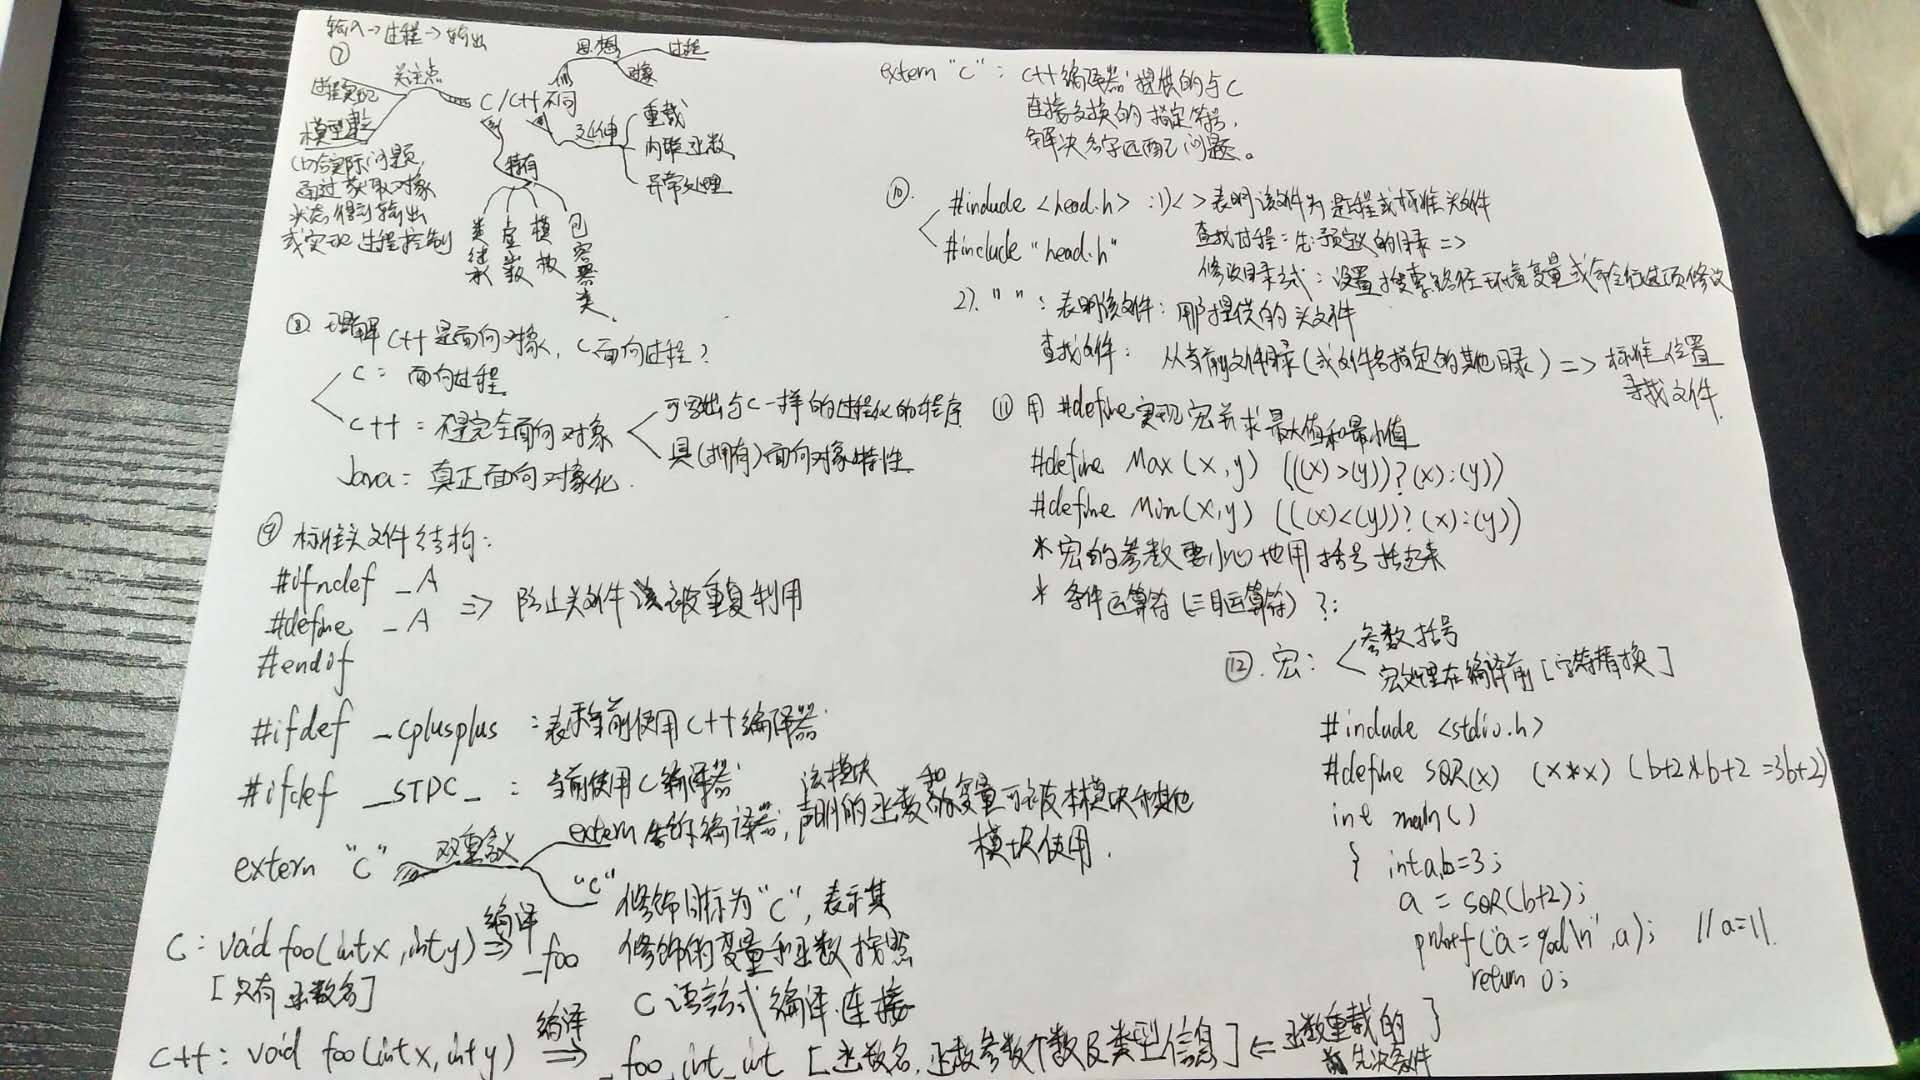 输入→过程→输出
⑦
关注点
过程实现
模型建立
切合实际问题,
通过获取对象
状态得到输出
或实现过程控制
C/C++不同
思想
过程
对象
延伸
重载
内联函数
异常处理
特有
类继承
虚函数
模板
包容器类
⑧ 理解C++是面向对象, C面向过程?
C: 面向过程
C++: 不是完全面向对象
可写出与C一样的过程化的程序
具(拥有)面向对象特性
Java: 真正面向对象化.
⑨ 标准头文件结构:
#ifndef _A
#define _A => 防止头文件被重复利用
#endif
#ifdef _cplusplus : 表示当前使用C++编译器
#ifdef _STDC_ : 当前使用C编译器
extern "C" 双重含义
extern 告诉编译器, 该模块声明的函数和变量可被本模块和其他
模块使用.
"C" 修饰目标为"C", 表示其
修饰的变量和函数按照
C语言方式编译连接
C: void foo(int x, int y) 编译=> _foo
[只有函数名]
C++: void foo(int x, int y) 编译=> _foo_int_int [函数名, 函数参数个数及类型信息] <= 函数重载的
先决条件
extern "C": C++编译器提供的与C
连接交换的指定符号,
解决名字匹配问题。
⑩
#include <head.h> :1)< >表明该文件为工程或标准头文件
#include "head.h" 查找过程: 先预定义的目录 =>
修改目录方式: 设置搜索路径环境变量或命令行选项修改
2). " ": 表明该文件: 用户提供的头文件
查找文件: 从当前文件目录(或文件名指定的其他目录) => 标准位置
寻找文件.
⑪ 用#define实现宏并求最大值和最小值
#define Max(x,y) (((x)>(y))?(x):(y))
#define Min(x,y) (((x)<(y))?(x):(y))
* 宏的参数要小心地用括号括起来
* 条件运算符(三目运算符) ?:
⑫. 宏:
参数括号
宏处理在编译前[字符替换]
#include <stdio.h>
#define SQR(x) (x*x) (b+2*b+2=3b+2)
int main()
{ int a,b=3;
a = SQR(b+2);
printf("a=%d\n",a); //a=11.
return 0;
}